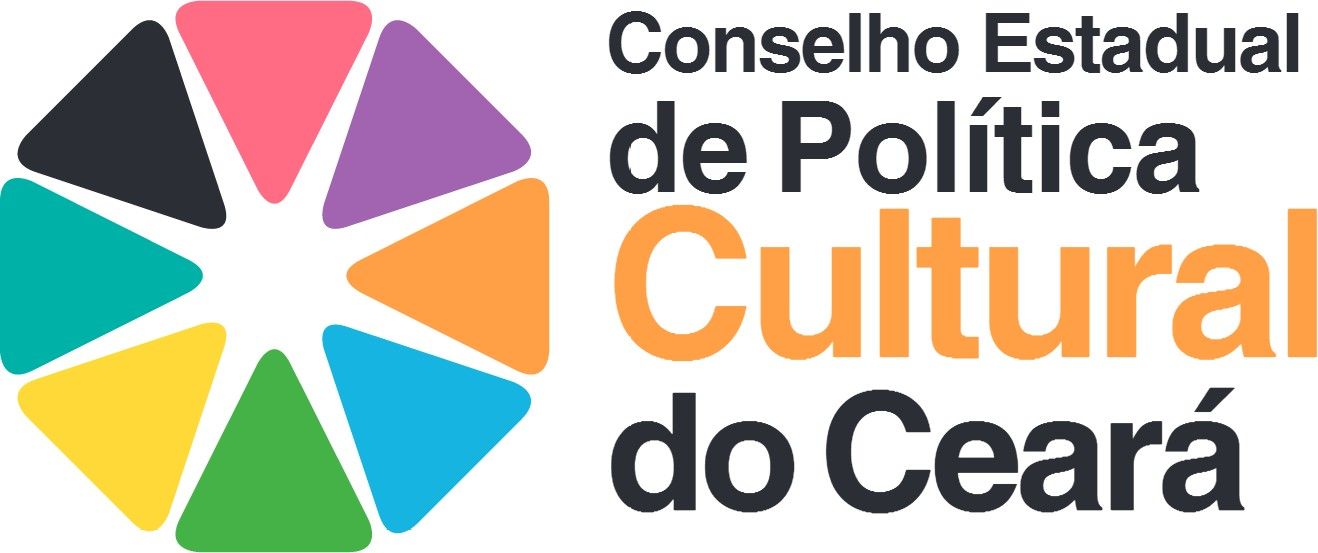 Conselho Estadual
de Política
Cultural
do Ceará